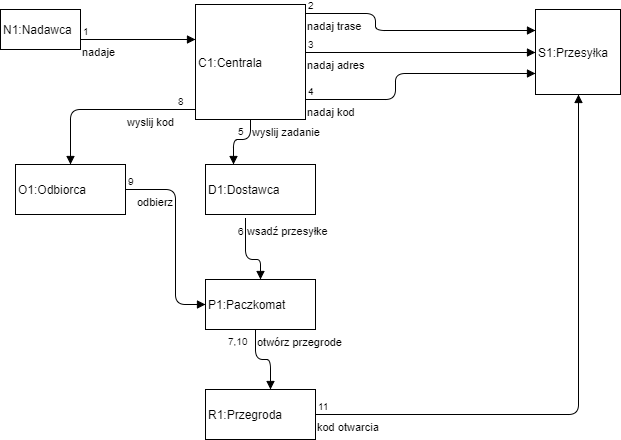 N1:Nadawca
1
nadaje
C1:Centrala
2
nadaj trase
3
nadaj adres
4
nadaj kod
S1:Przesyłka
8
wyslij kod
5 wyslij zadanie
O1:Odbiorca
9
odbierz
D1:Dostawca
6 wsadź przesyłke
P1:Paczkomat
7,10 otwórz przegrode
R1:Przegroda
11
kod otwarcia